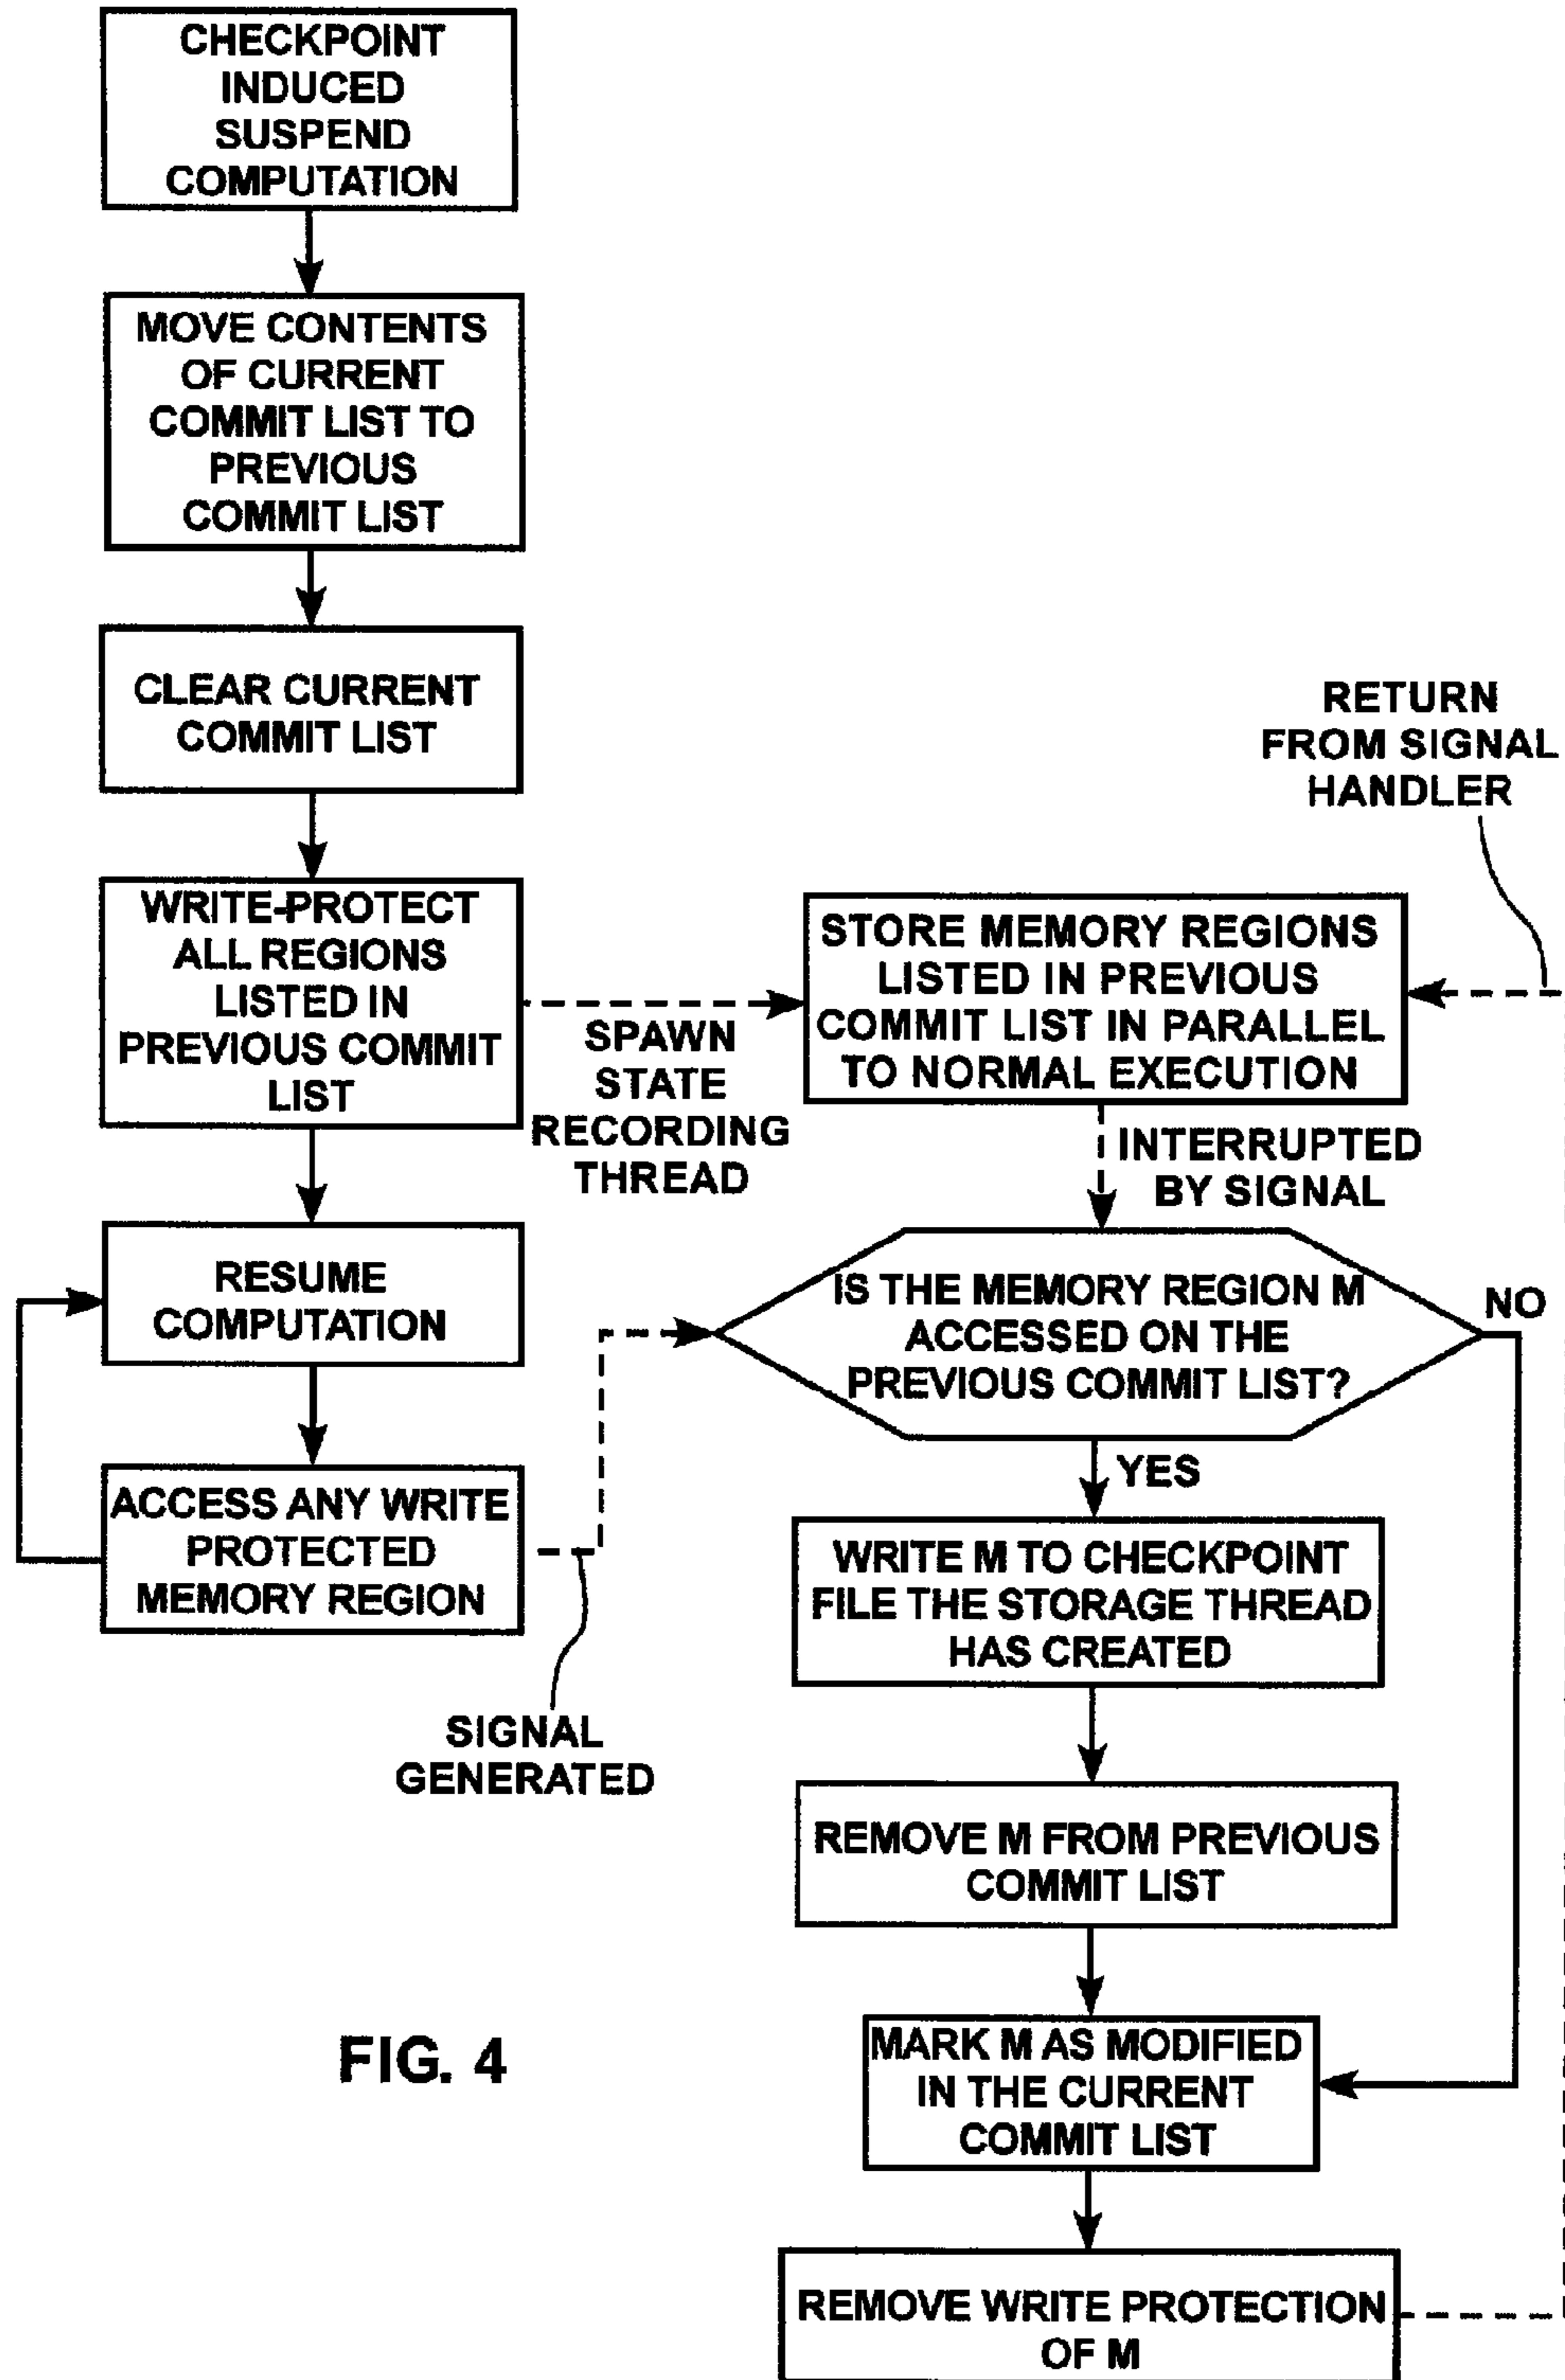 CHECKPOINT
INDUCED
SUSPEND
COMPUTATION
MOVE CONTENTS
OF CURRENT
COMMIT LIST TO
PREVIOUS
COMMIT LIST
CLEAR CURRENT
COMMIT LIST
WRITE-PROTECT
ALL REGIONS
LISTED IN
PREVIOUS COMMIT
LIST
SPAWN
STATE
RECORDING
THREAD
RESUME
COMPUTATION
ACCESS ANY WRITE
PROTECTED
MEMORY REGION
SIGNAL
GENERATED
RETURN
FROM SIGNAL
HANDLER
STORE MEMORY REGIONS
LISTED IN PREVIOUS
COMMIT LIST IN PARALLEL
TO NORMAL EXECUTION
INTERRUPTED
BY SIGNAL
IS THE MEMORY REGION M
ACCESSED ON THE
PREVIOUS COMMIT LIST?
NO
YES
WRITE M TO CHECKPOINT
FILE THE STORAGE THREAD
HAS CREATED
REMOVE M FROM PREVIOUS
COMMIT LIST
MARK M AS MODIFIED
IN THE CURRENT
COMMIT LIST
REMOVE WRITE PROTECTION
OF M
FIG. 4